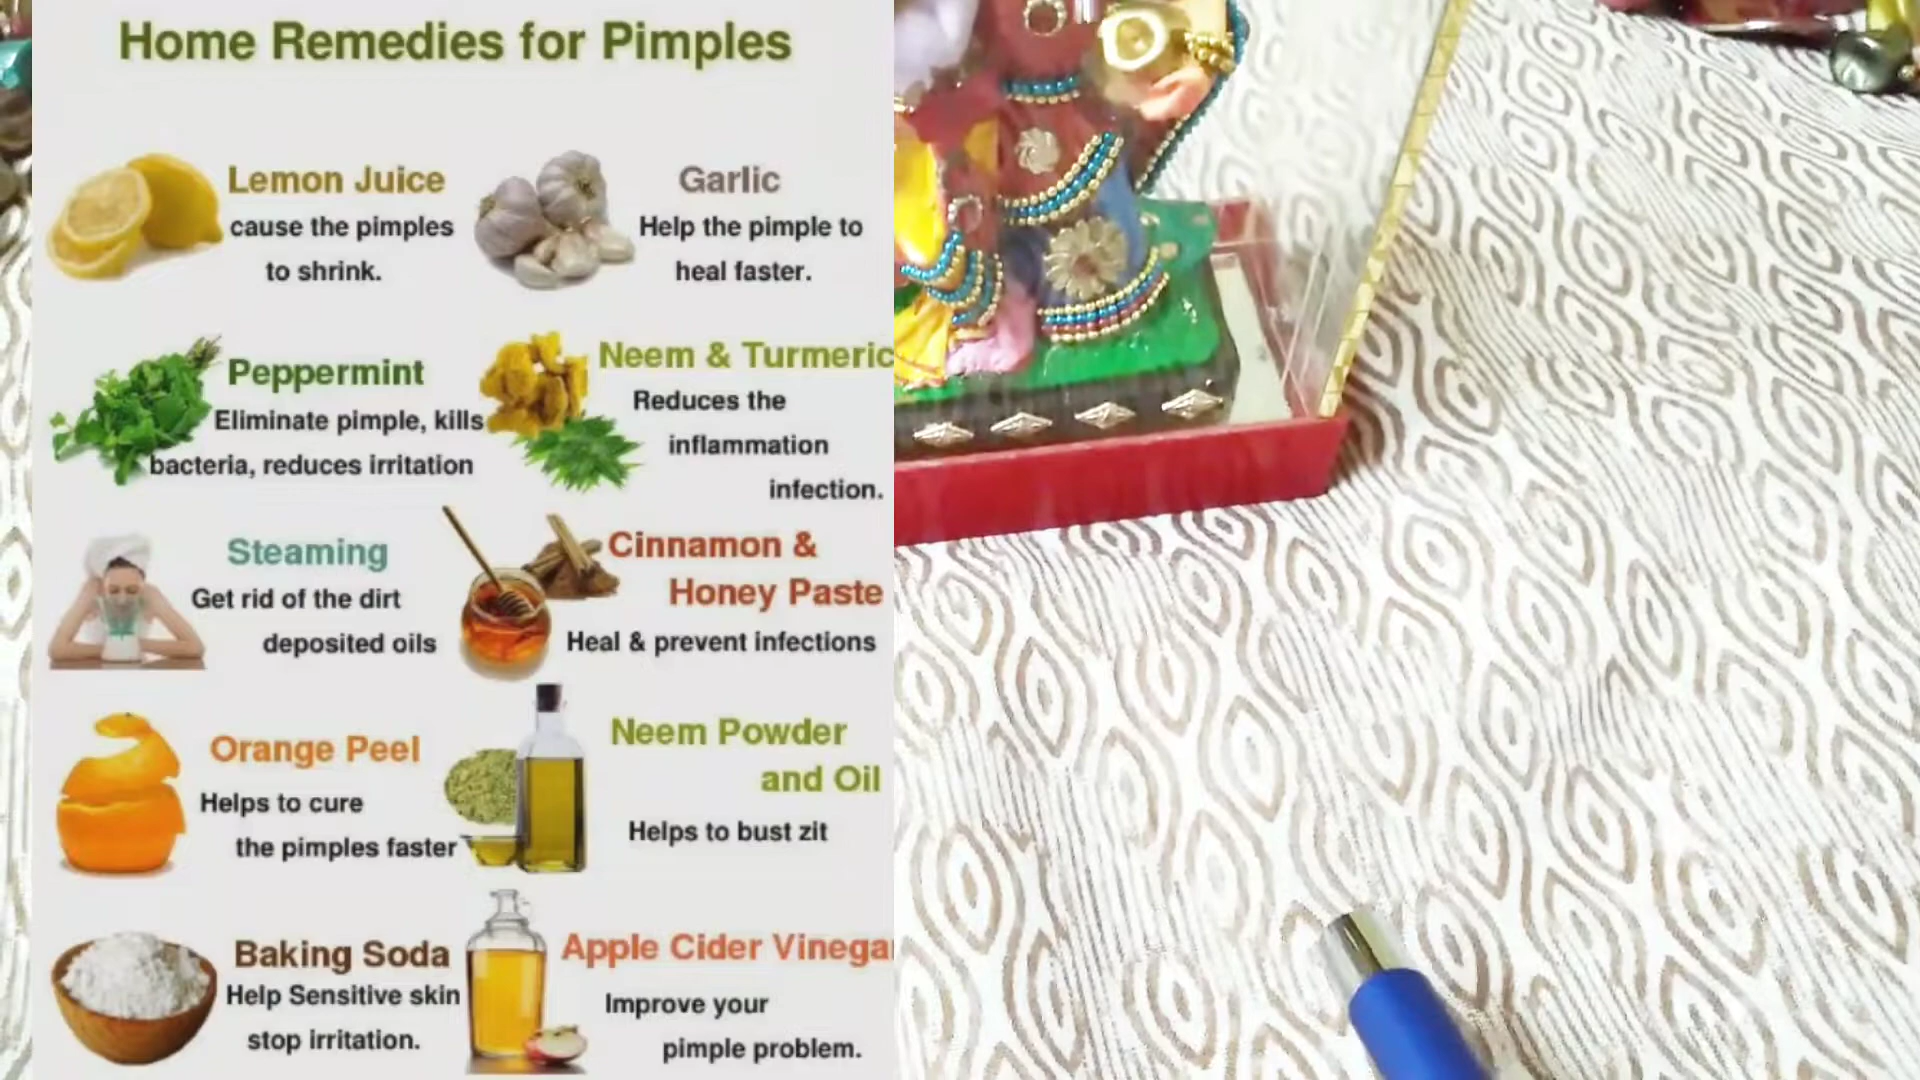 Home Remedies for Pimples
Lemon Juice
cause the pimples
to shrink.
Garlic
Help the pimple to
heal faster.
Peppermint
Eliminate pimple, kills
bacteria, reduces irritation
Neem & Turmeric
Reduces the
inflammation
infection.
Steaming
Get rid of the dirt
deposited oils
Cinnamon &
Honey Paste
Heal & prevent infections
Orange Peel
Helps to cure
the pimples faster
Neem Powder
and Oil
Helps to bust zit
Baking Soda
Help Sensitive skin
stop irritation.
Apple Cider Vinegar
Improve your
pimple problem.